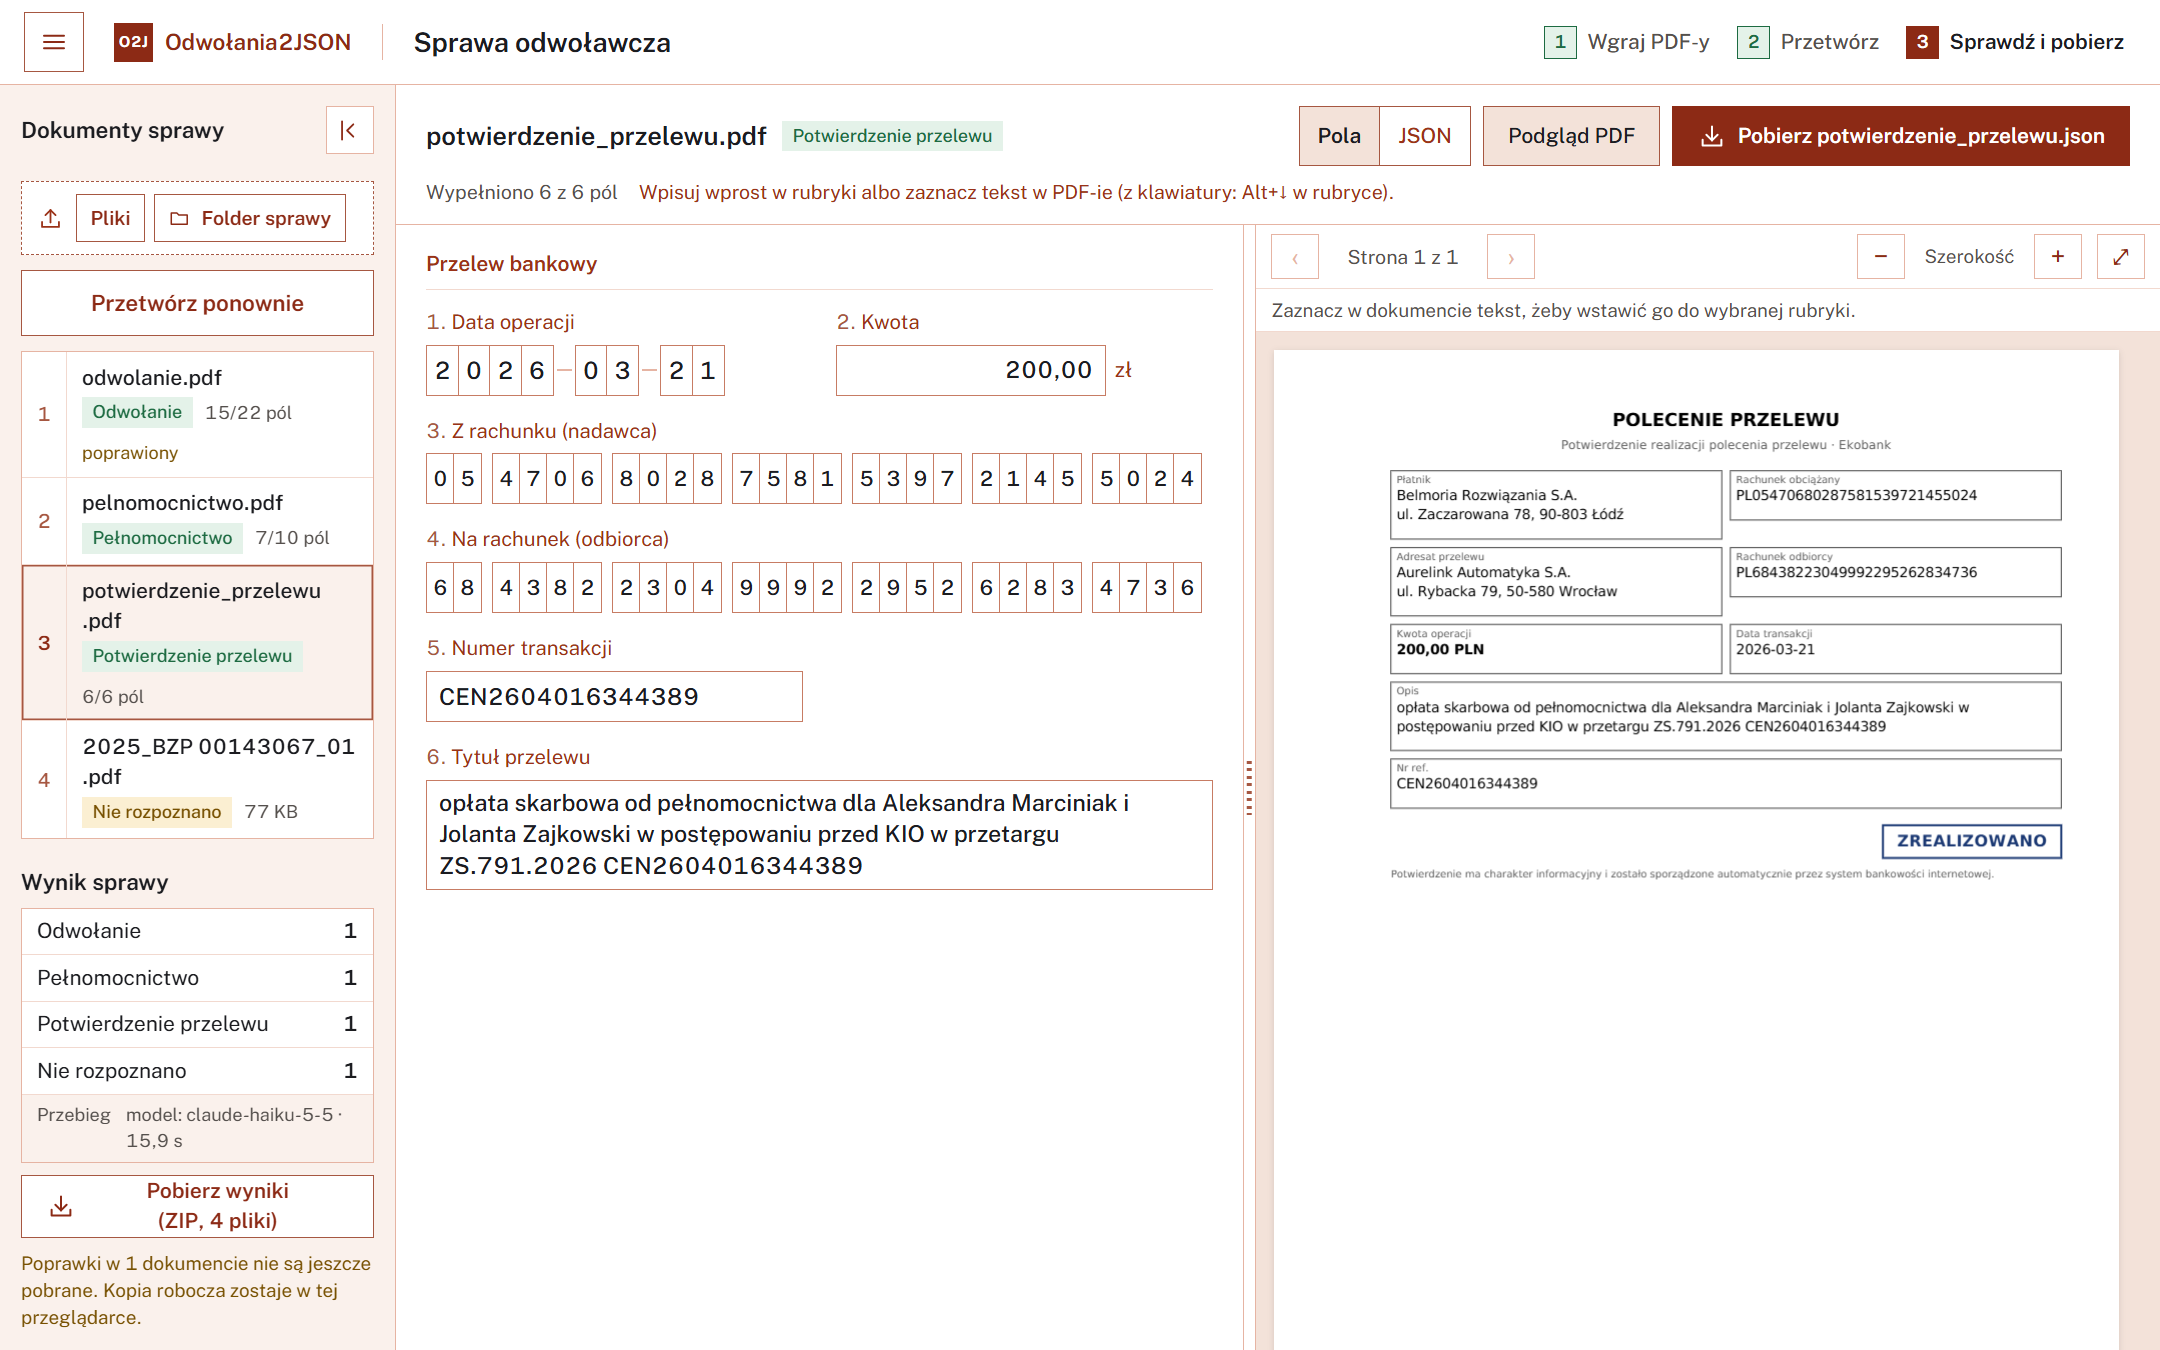 O2J Odwołania2JSON
Sprawa odwoławcza
1 Wgraj PDF-y
2 Przetwórz
3 Sprawdź i pobierz
Dokumenty sprawy
Pliki
Folder sprawy
Przetwórz ponownie
1
odwolanie.pdf
Odwołanie 15/22 pól
poprawiony
2
pelnomocnictwo.pdf
Pełnomocnictwo 7/10 pól
3
potwierdzenie_przelewu
.pdf
Potwierdzenie przelewu
6/6 pól
4
2025_BZP 00143067_01
.pdf
Nie rozpoznano 77 KB
Wynik sprawy
Odwołanie 1
Pełnomocnictwo 1
Potwierdzenie przelewu 1
Nie rozpoznano 1
Przebieg model: claude-haiku-5-5 ·
15,9 s
Pobierz wyniki
(ZIP, 4 pliki)
Poprawki w 1 dokumencie nie są jeszcze
pobrane. Kopia robocza zostaje w tej
przeglądarce.
potwierdzenie_przelewu.pdf Potwierdzenie przelewu
Pola JSON
Podgląd PDF
Pobierz potwierdzenie_przelewu.json
Wypełniono 6 z 6 pól Wpisuj wprost w rubryki albo zaznacz tekst w PDF-ie (z klawiatury: Alt+↓ w rubryce).
Przelew bankowy
1. Data operacji
2026–03–21
2. Kwota
200,00 zł
3. Z rachunku (nadawca)
05 4706 8028 7581 5397 2145 5024
4. Na rachunek (odbiorca)
68 4382 2304 9992 2952 6283 4736
5. Numer transakcji
CEN2604016344389
6. Tytuł przelewu
opłata skarbowa od pełnomocnictwa dla Aleksandra Marciniak i
Jolanta Zajkowski w postępowaniu przed KIO w przetargu
ZS.791.2026 CEN2604016344389
‹ Strona 1 z 1 ›
− Szerokość +
Zaznacz w dokumencie tekst, żeby wstawić go do wybranej rubryki.
POLECENIE PRZELEWU
Potwierdzenie realizacji polecenia przelewu · Ekobank
Płatnik
Belmoria Rozwiązania S.A.
ul. Zaczarowana 78, 90-803 Łódź
Rachunek obciążany
PL05470680287581539721455024
Adresat przelewu
Aurelink Automatyka S.A.
ul. Rybacka 79, 50-580 Wrocław
Rachunek odbiorcy
PL68438223049992295262834736
Kwota operacji
200,00 PLN
Data transakcji
2026-03-21
Opis
opłata skarbowa od pełnomocnictwa dla Aleksandra Marciniak i Jolanta Zajkowski w
postępowaniu przed KIO w przetargu ZS.791.2026 CEN2604016344389
Nr ref.
CEN2604016344389
ZREALIZOWANO
Potwierdzenie ma charakter informacyjny i zostało sporządzone automatycznie przez system bankowości internetowej.